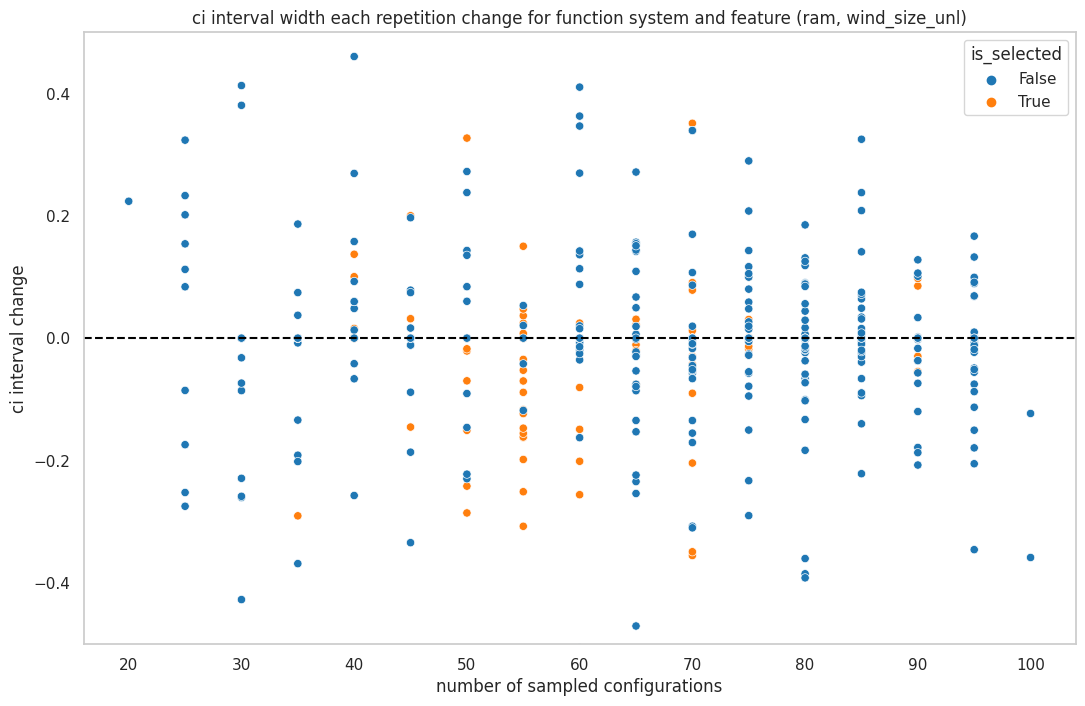 ci interval width each repetition change for function system and feature (ram, wind_size_unl)
is_selected
False
True
ci interval change
0.4
0.2
0.0
−0.2
−0.4
20 30 40 50 60 70 80 90 100
number of sampled configurations